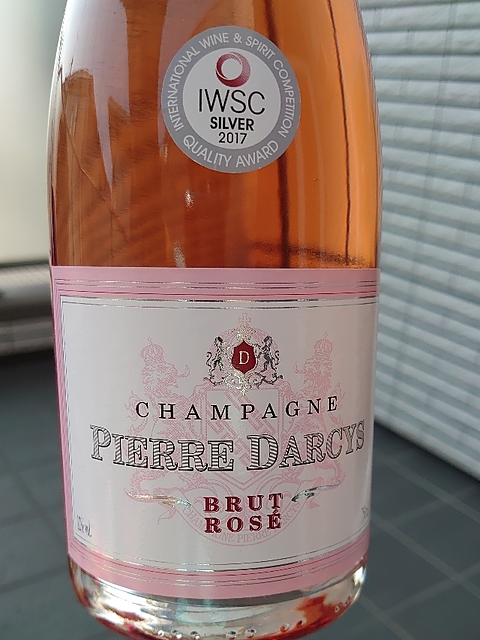 INTERNATIONAL WINE & SPIRIT COMPETITION
IWSC
SILVER
2017
QUALITY AWARD
D
CHAMPAGNE
PIERRE DARCYS
BRUT
ROSÉ